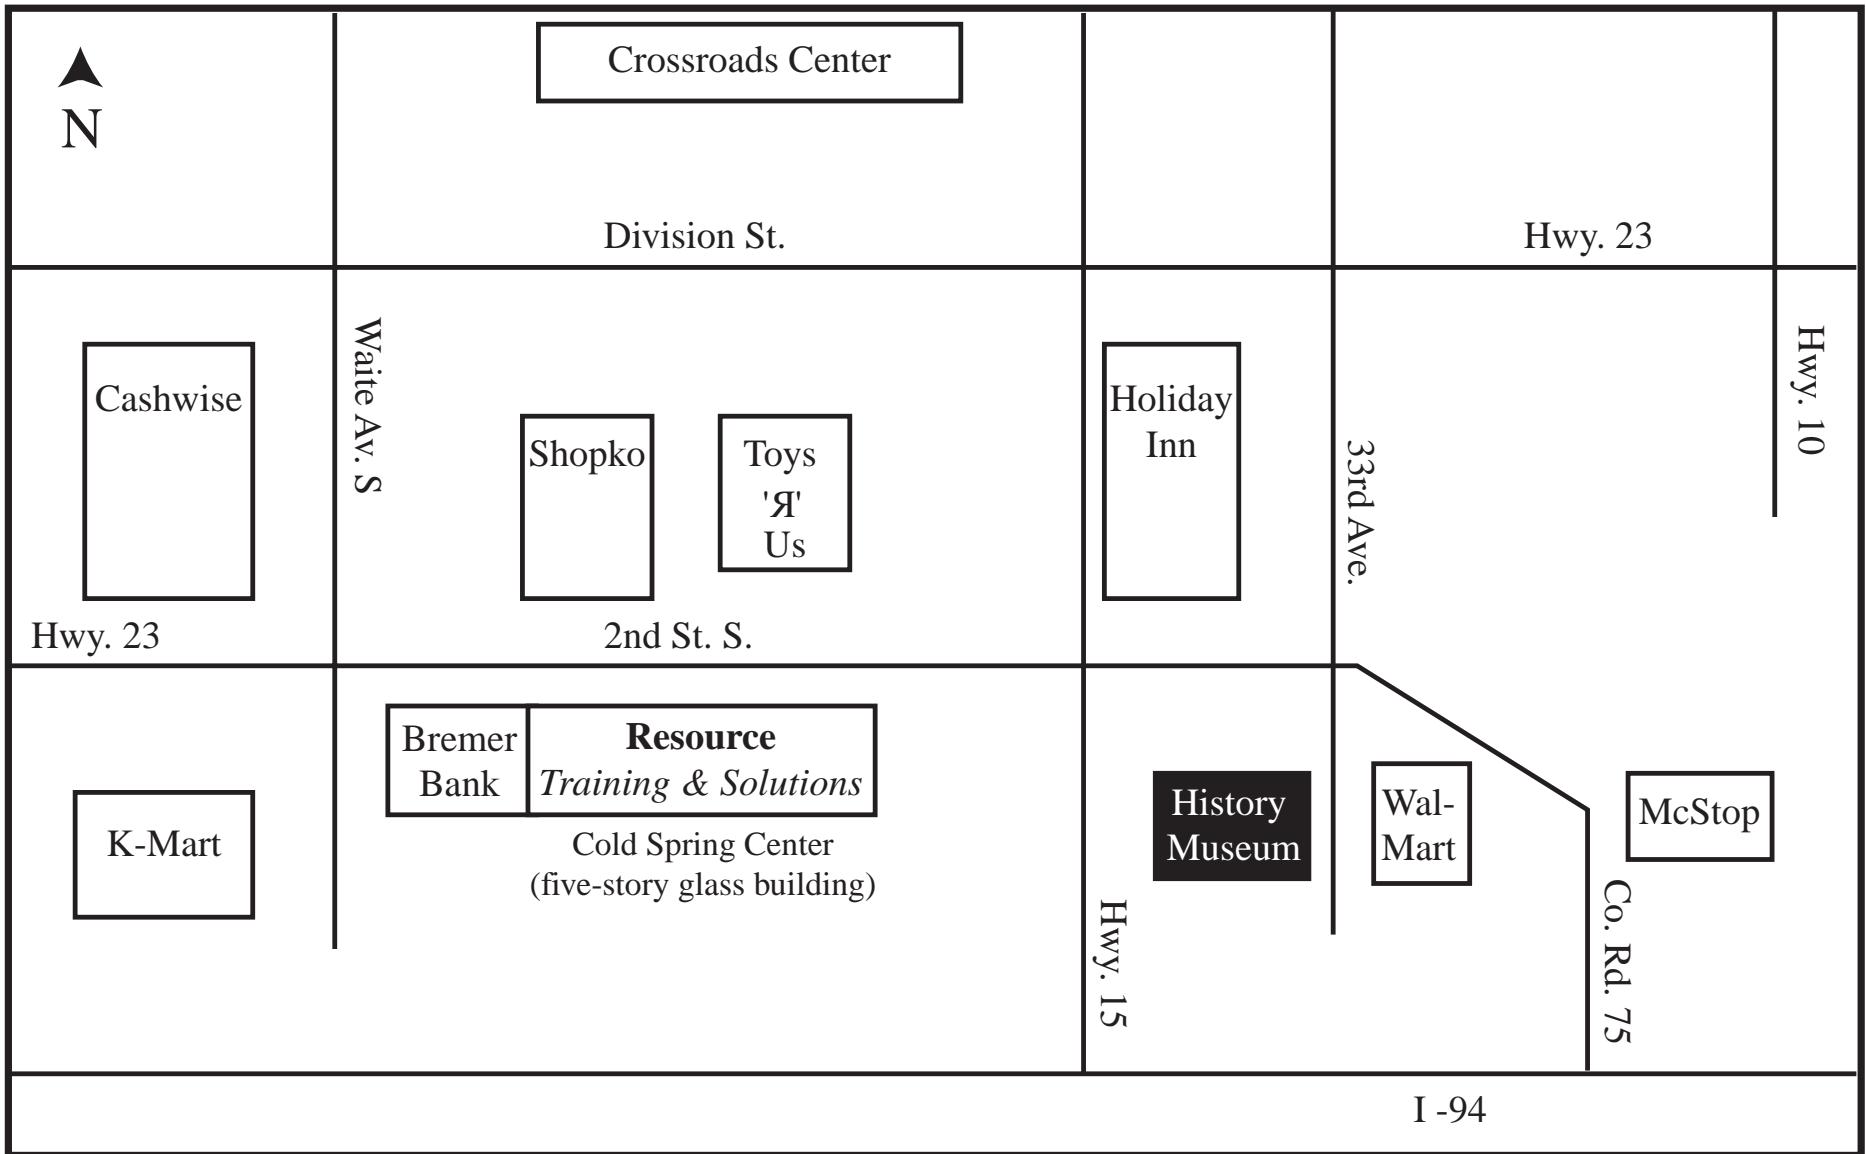 Crossroads Center
N
Division St.
Hwy. 23
Waite Av. S
Cashwise
Shopko
Toys
'Я'
Us
Holiday
Inn
33rd Ave.
Hwy. 10
Hwy. 23
2nd St. S.
Bremer
Bank
Resource
Training & Solutions
Cold Spring Center
(five-story glass building)
K-Mart
History
Museum
Wal-
Mart
McStop
Hwy. 15
Co. Rd. 75
I -94